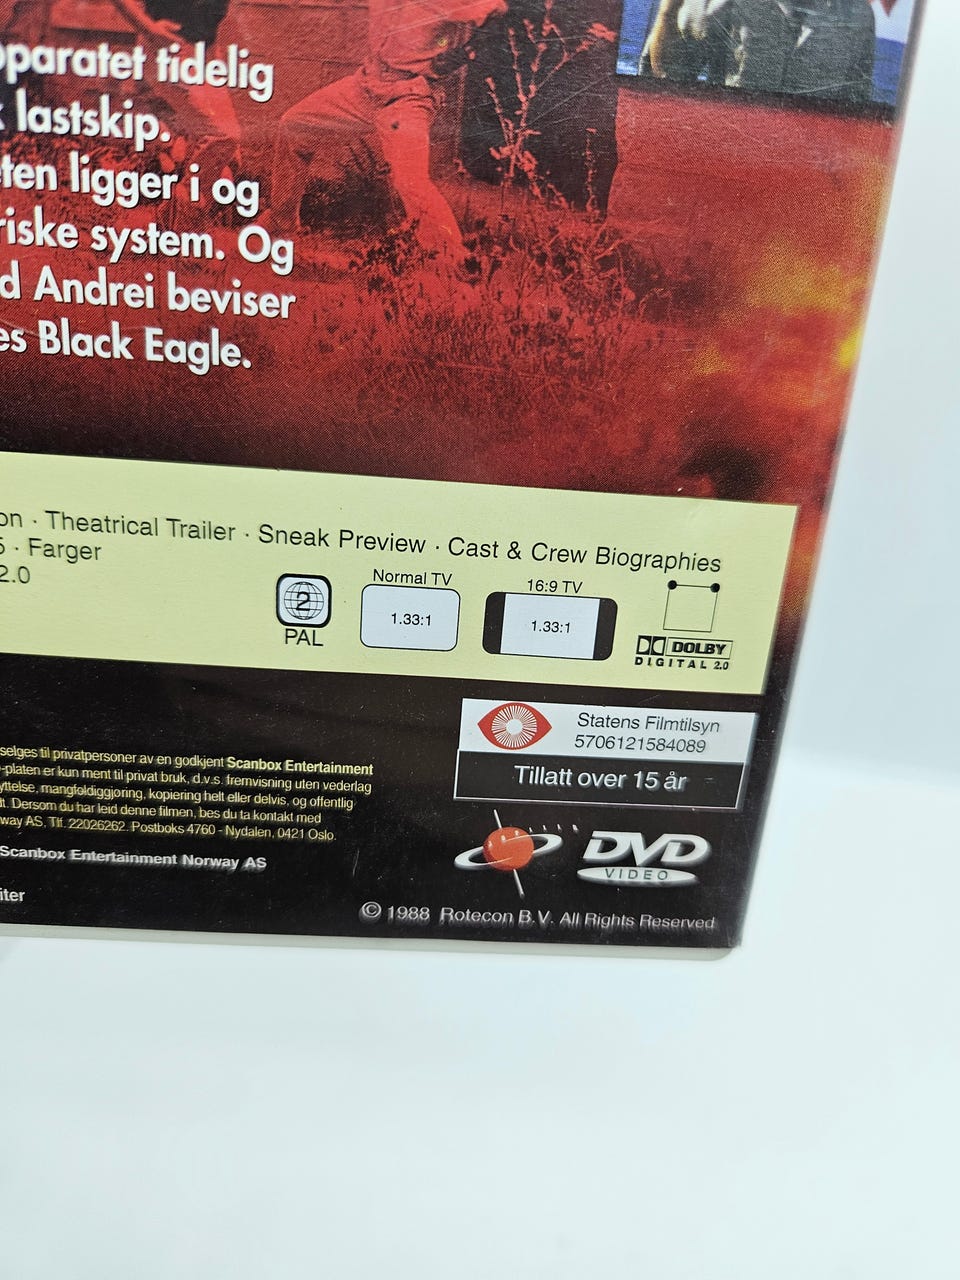 pparatet tidelig
k lastskip.
ten ligger i og
riske system. Og
d Andrei beviser
es Black Eagle.
on · Theatrical Trailer · Sneak Preview · Cast & Crew Biographies
· Farger
2.0
2
PAL
Normal TV
1.33:1
16:9 TV
1.33:1
DOLBY
DIGITAL 2.0
Statens Filmtilsyn
5706121584089
Tillatt over 15 år
selges til privatpersoner av en godkjent Scanbox Entertainment
-platen er kun ment til privat bruk, d.v.s. fremvisning uten vederlag
yttelse, mangfoldiggjøring, kopiering helt eller delvis, og offentlig
t. Dersom du har leid denne filmen, bes du ta kontakt med
way AS, Tlf. 22026262. Postboks 4760 - Nydalen, 0421 Oslo.
Scanbox Entertainment Norway AS
iter
DVD
VIDEO
© 1988 Rotecon B.V. All Rights Reserved